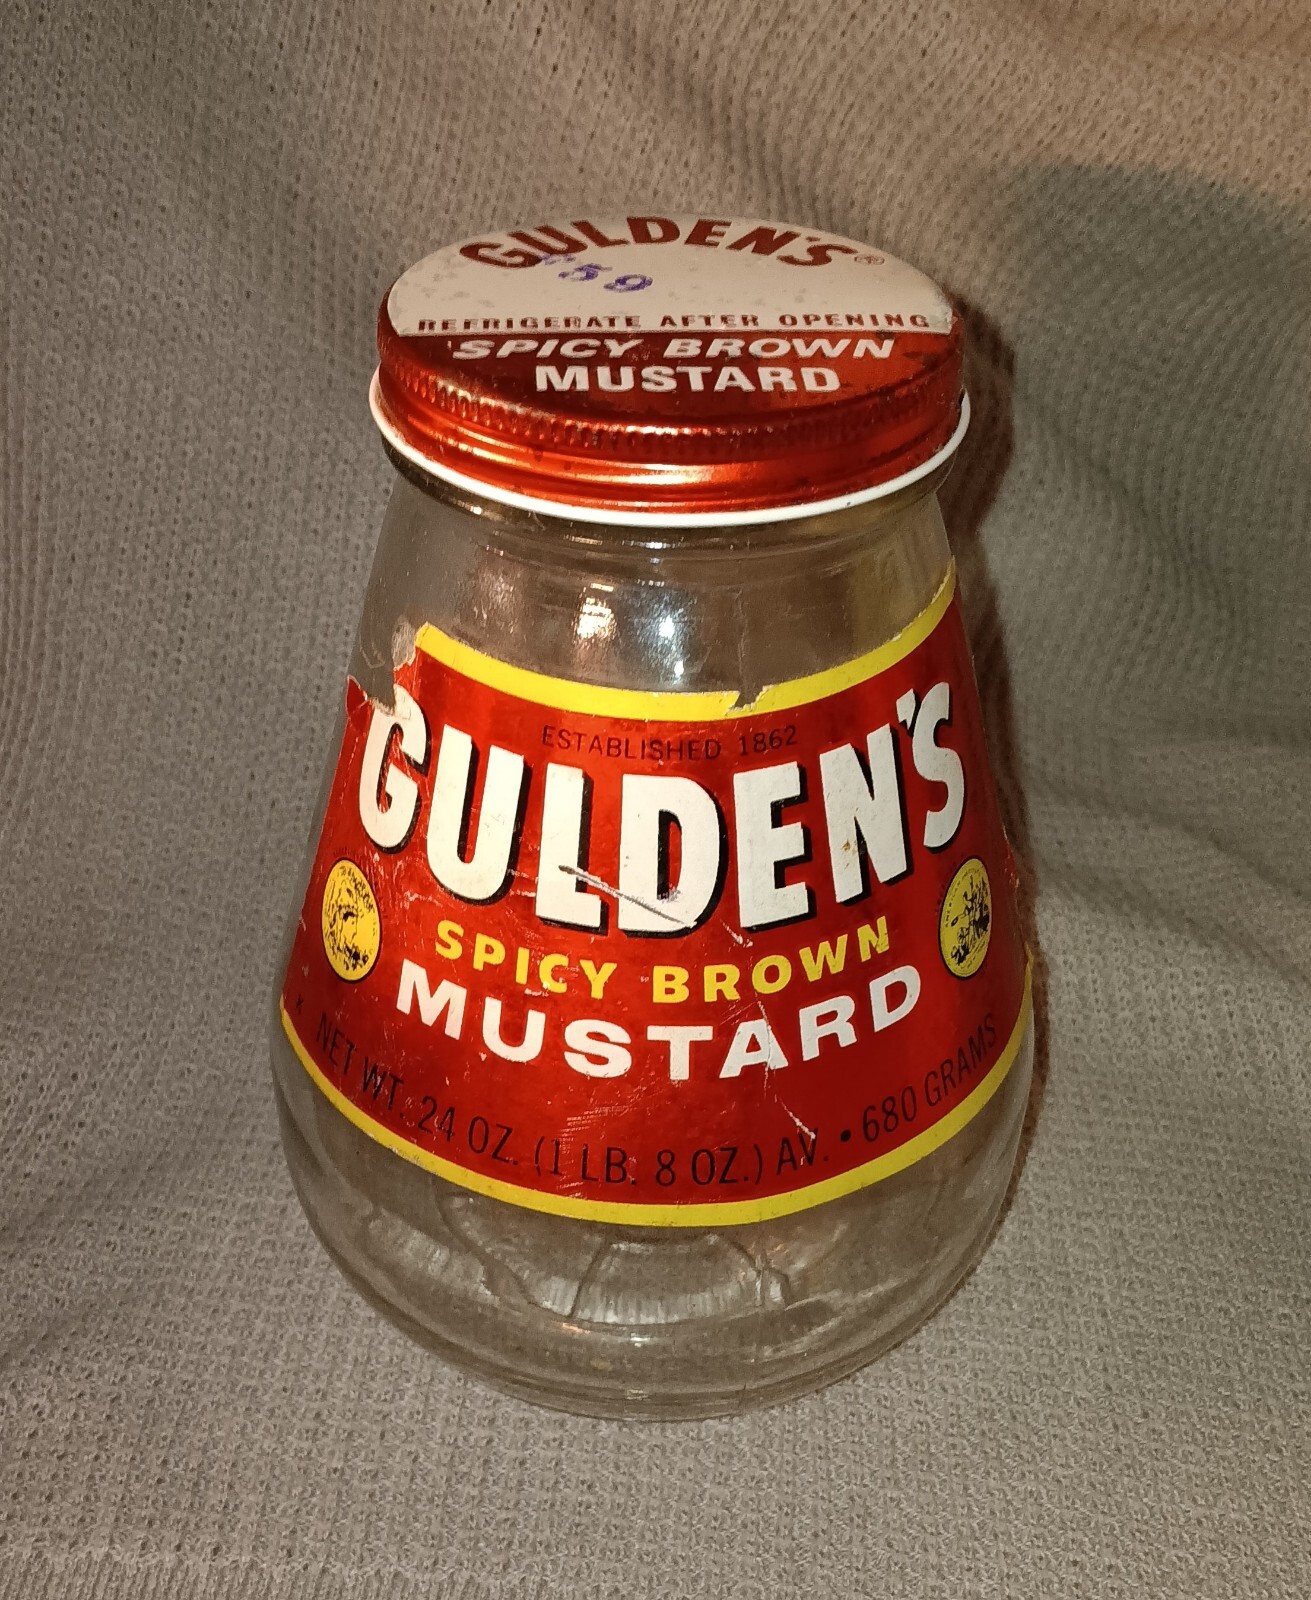 GULDEN'S®
59
REFRIGERATE AFTER OPENING
SPICY BROWN
MUSTARD
ESTABLISHED 1862
GULDEN'S
SPICY BROWN
MUSTARD
NET WT. 24 OZ. (1 LB. 8 OZ.) AV. • 680 GRAMS